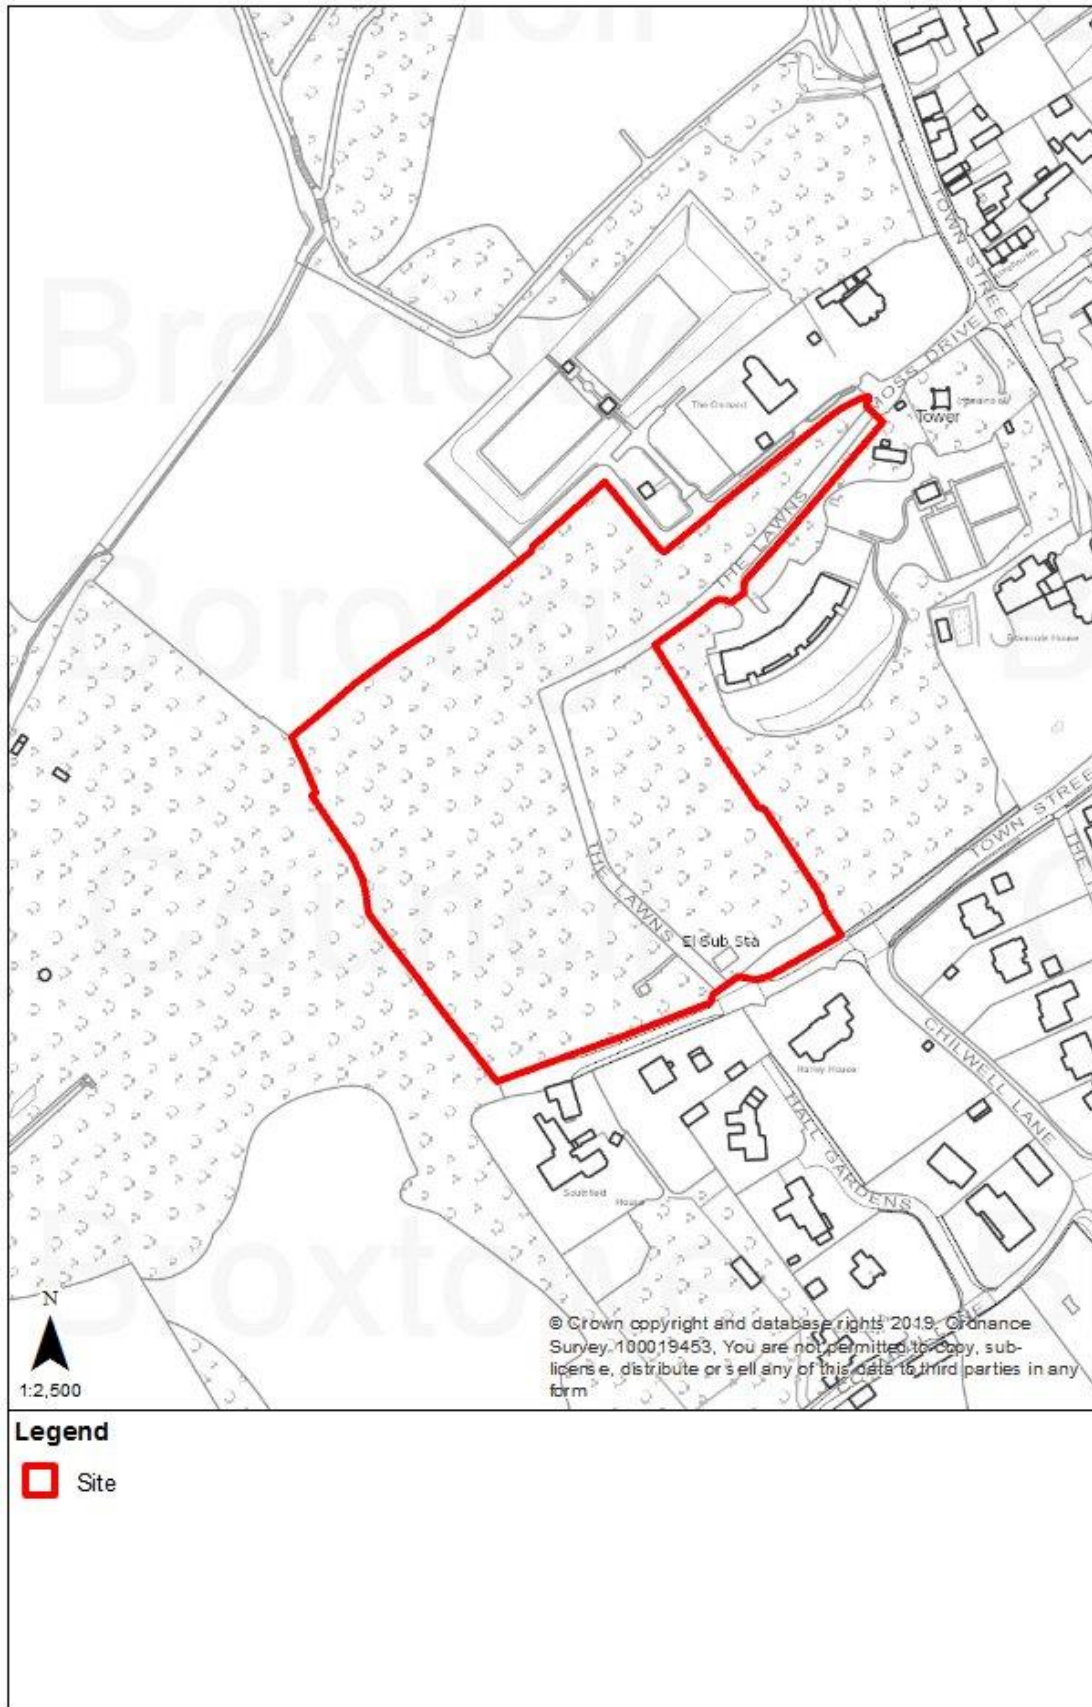 Council
Broxtowe
Borough
Council
Broxtowe
TOWN STREET
MOSS DRIVE
The Orchard
Tower
THE LAWNS
TOWN STREET
THE LAWNS
El Sub Sta
CHILWELL LANE
HALL GARDENS
Southfield
House
N
1:2,500
© Crown copyright and database rights 2019. Ordnance
Survey 100019453, You are not permitted to copy, sub-
license, distribute or sell any of this data to third parties in any
form
Legend
Site